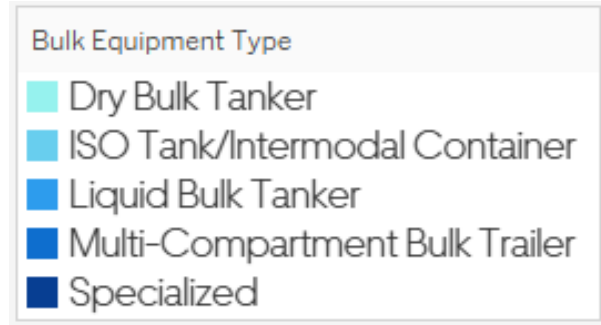 Bulk Equipment Type
Dry Bulk Tanker
ISO Tank/Intermodal Container
Liquid Bulk Tanker
Multi-Compartment Bulk Trailer
Specialized